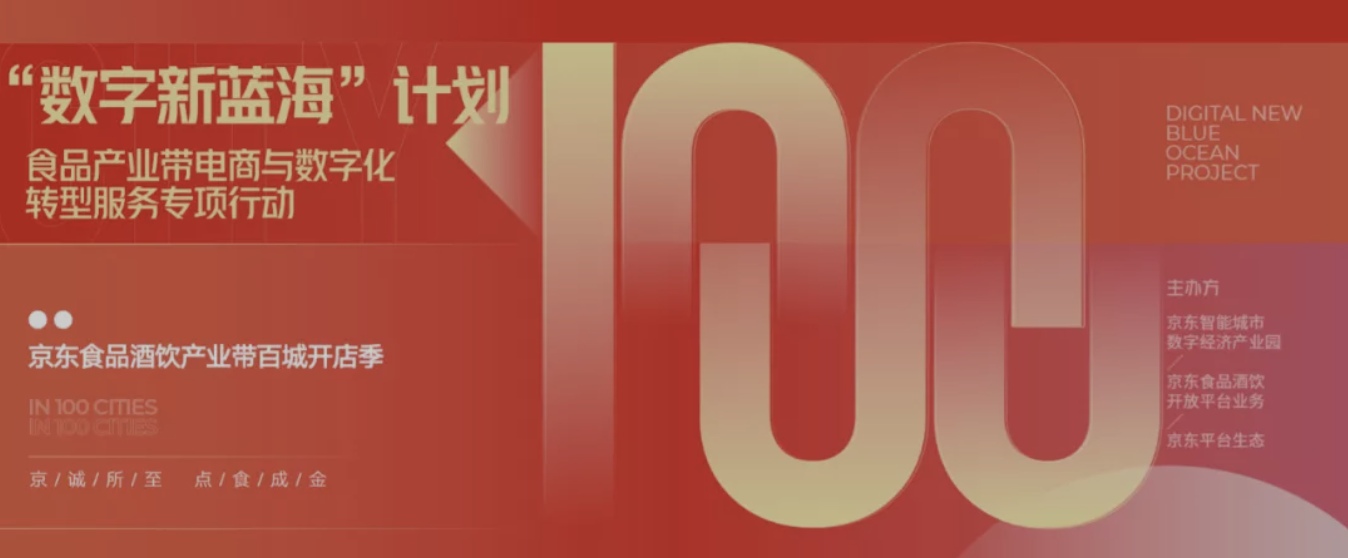 “数字新蓝海”计划
食品产业带电商与数字化
转型服务专项行动
京东食品酒饮产业带百城开店季
IN 100 CITIES
IN 100 CITIES
京/诚/所/至 点/食/成/金
100
DIGITAL NEW
BLUE
OCEAN
PROJECT
主办方
京东智能城市
数字经济产业园
/
京东食品酒饮
开放平台业务
/
京东平台生态